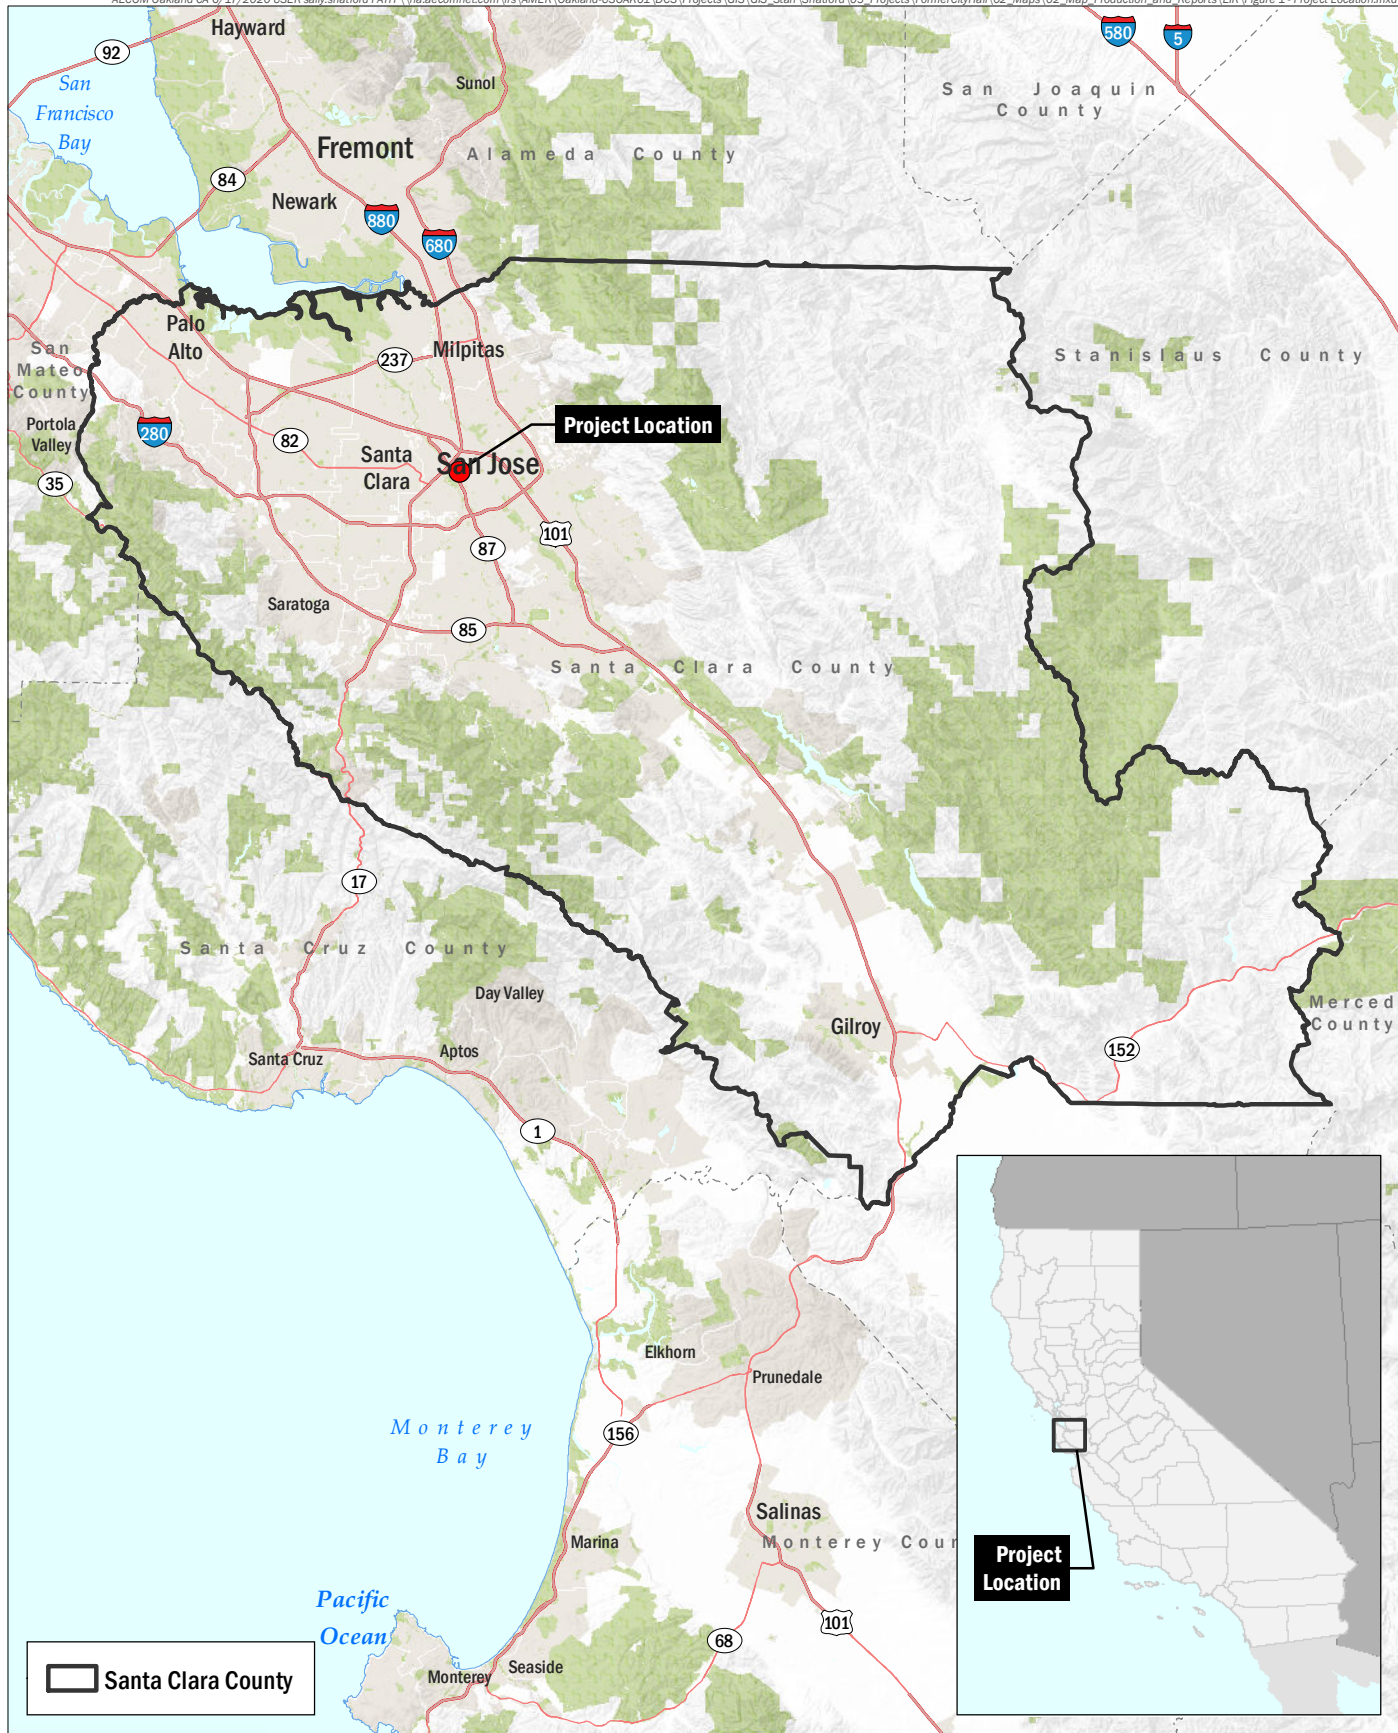 Hayward
580
5
92
San
Francisco
Bay
Sunol
San Joaquin
County
Fremont
Alameda County
84
Newark
880
680
Palo
Alto
San
Mateo
County
237
Milpitas
Stanislaus County
Portola
Valley
280
82
Project Location
Santa
Clara
San Jose
35
101
87
Saratoga
85
Santa Clara County
17
Santa Cruz County
Day Valley
Gilroy
Merced
County
Santa Cruz
Aptos
152
1
Elkhorn
Prunedale
Monterey
Bay
156
Salinas
Marina
Monterey Cour
Project
Location
Pacific
Ocean
101
68
Seaside
Monterey
Santa Clara County